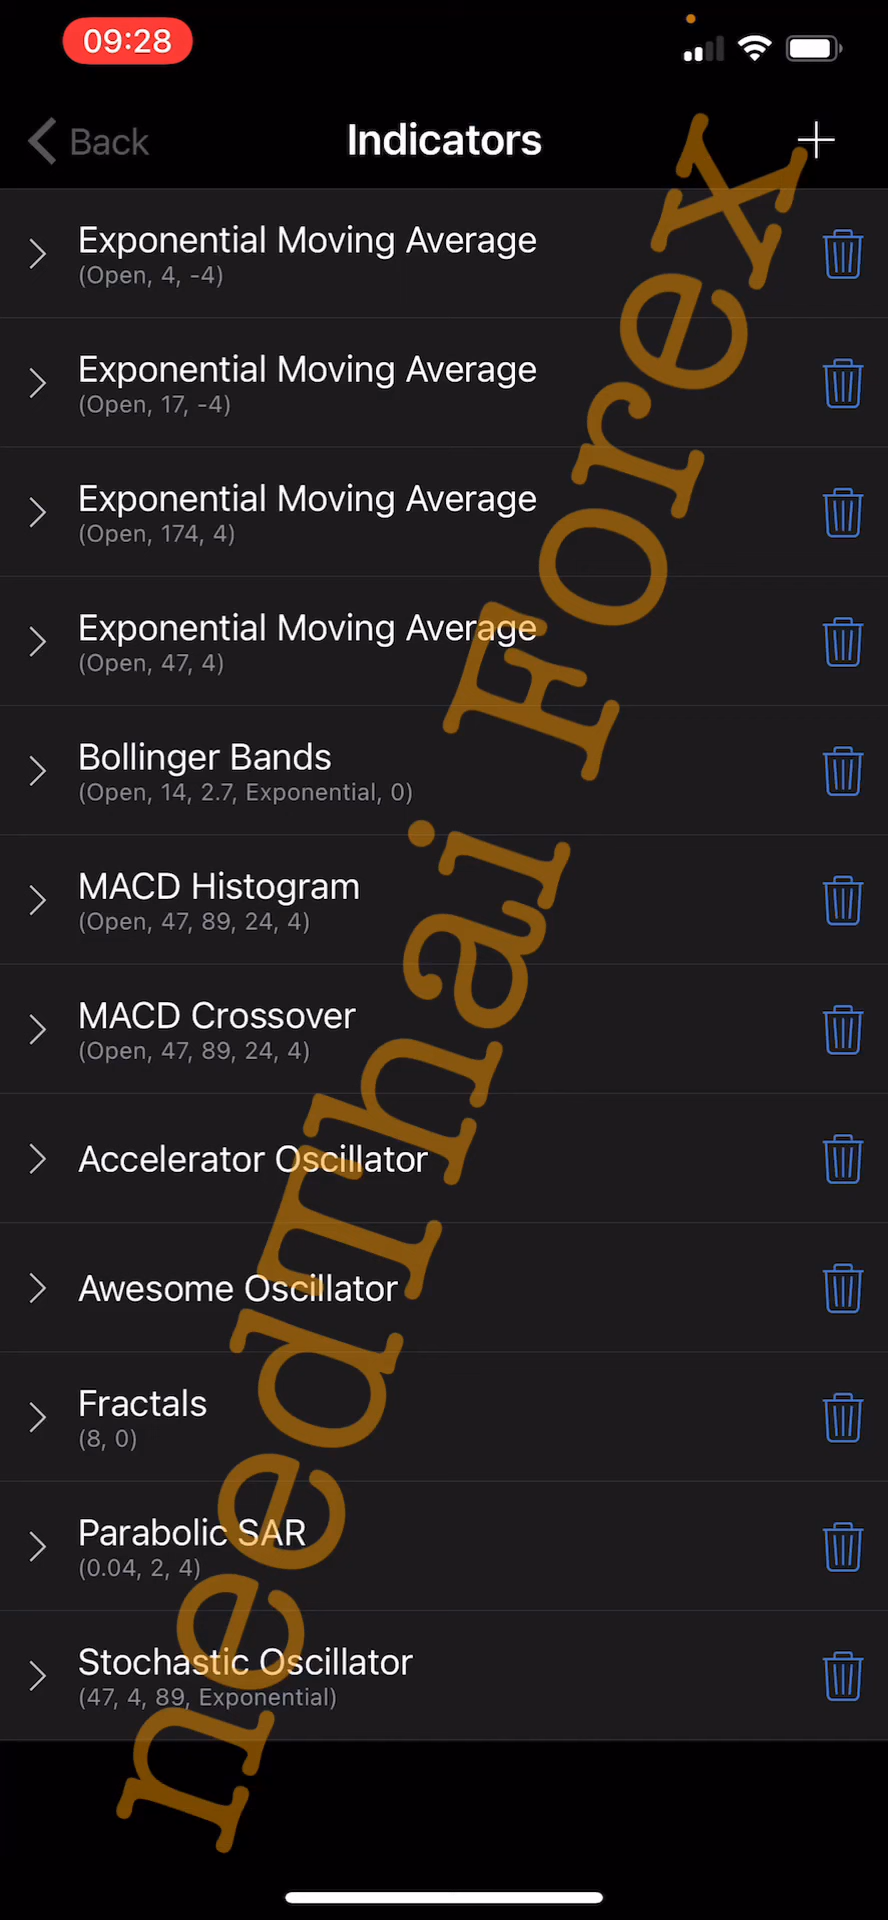 09:28
Back
Indicators
Exponential Moving Average
(Open, 4, -4)
Exponential Moving Average
(Open, 17, -4)
Exponential Moving Average
(Open, 174, 4)
Exponential Moving Average
(Open, 47, 4)
Bollinger Bands
(Open, 14, 2.7, Exponential, 0)
MACD Histogram
(Open, 47, 89, 24, 4)
MACD Crossover
(Open, 47, 89, 24, 4)
Accelerator Oscillator
Awesome Oscillator
Fractals
(8, 0)
Parabolic SAR
(0.04, 2, 4)
Stochastic Oscillator
(47, 4, 89, Exponential)
needThai Forex